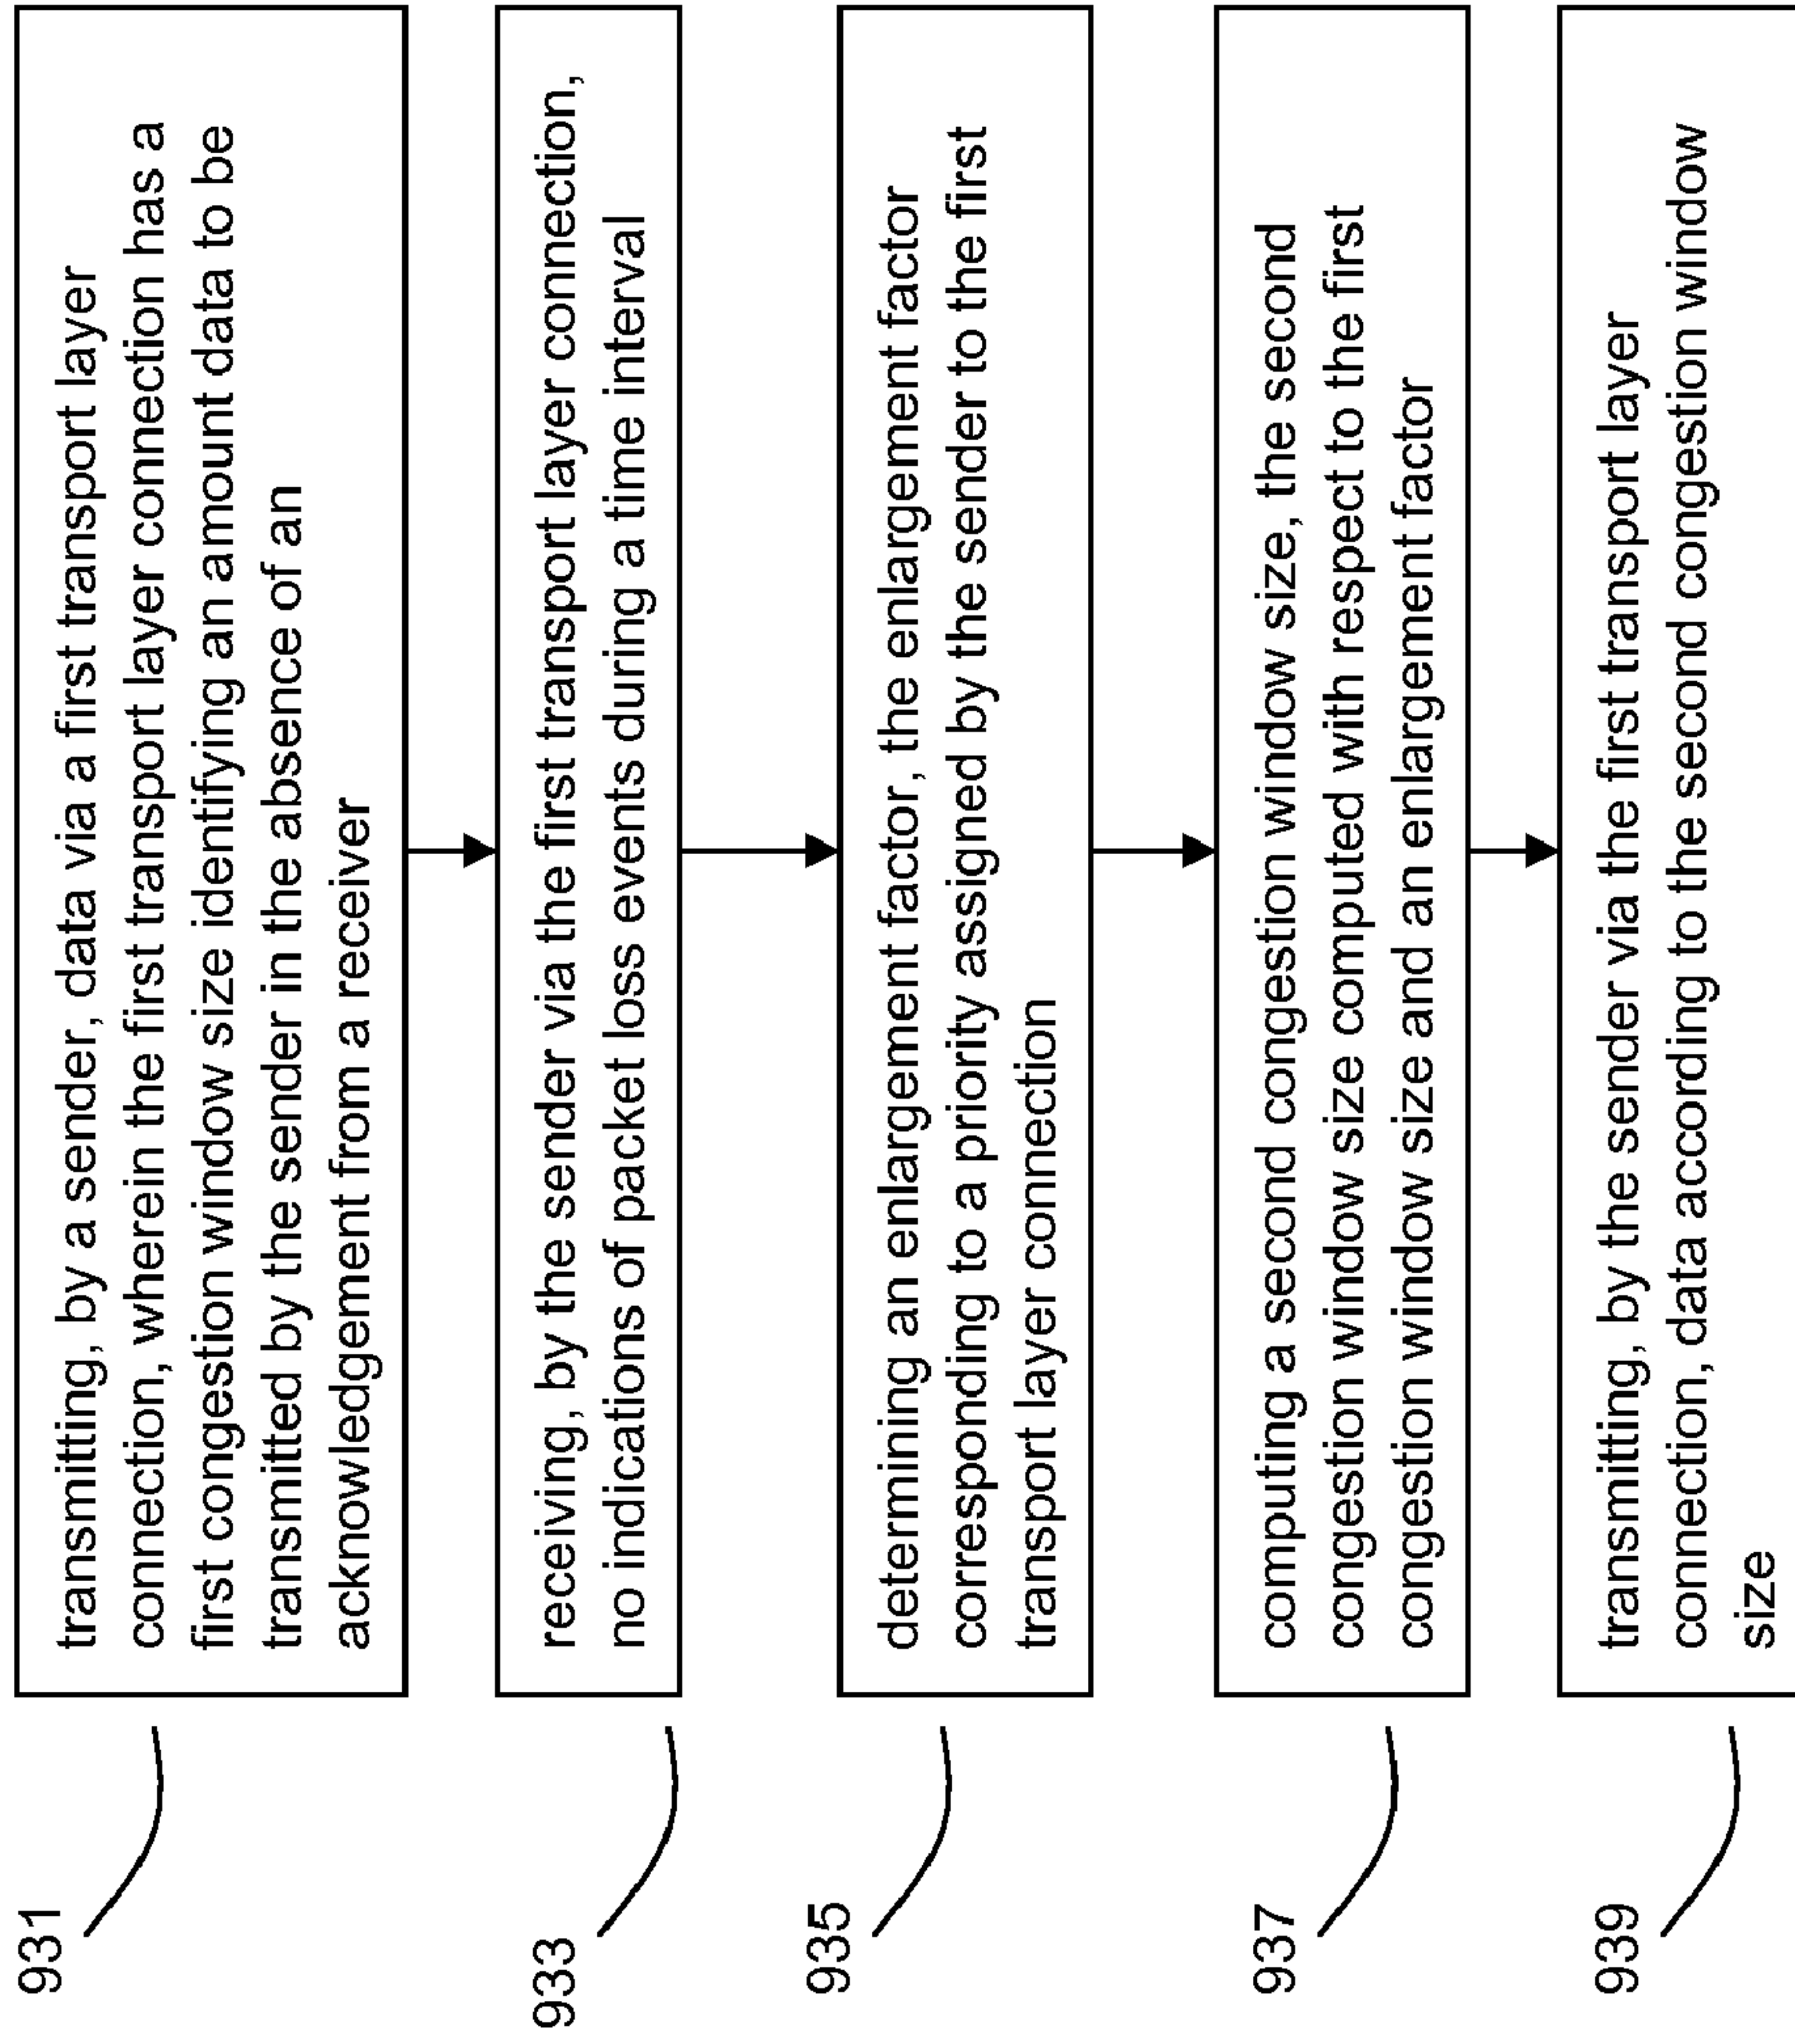 931
transmitting, by a sender, data via a first transport layer
connection, wherein the first transport layer connection has a
first congestion window size identifying an amount data to be
transmitted by the sender in the absence of an
acknowledgement from a receiver
933
receiving, by the sender via the first transport layer connection,
no indications of packet loss events during a time interval
935
determining an enlargement factor, the enlargement factor
corresponding to a priority assigned by the sender to the first
transport layer connection
937
computing a second congestion window size, the second
congestion window size computed with respect to the first
congestion window size and an enlargement factor
939
transmitting, by the sender via the first transport layer
connection, data according to the second congestion window
size